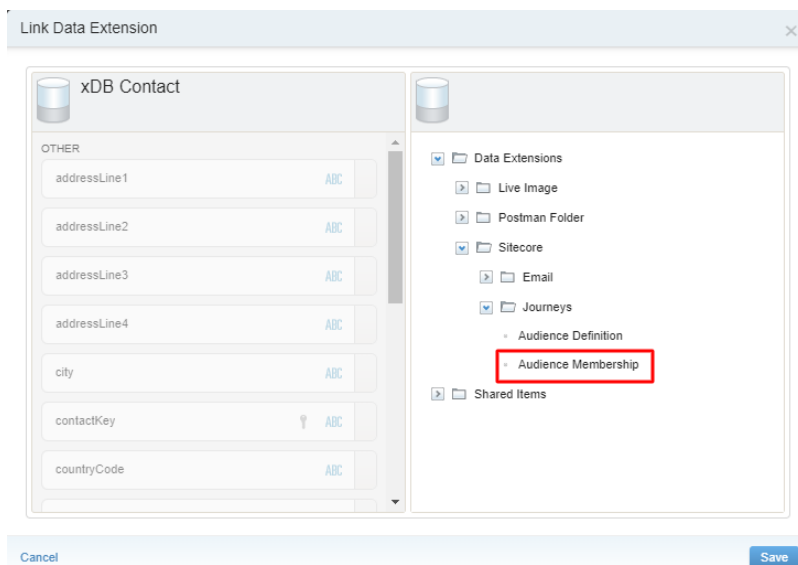 Link Data Extension
xDB Contact
OTHER
addressLine1 ABC
addressLine2 ABC
addressLine3 ABC
addressLine4 ABC
city ABC
contactKey ABC
countryCode ABC
Data Extensions
Live Image
Postman Folder
Sitecore
Email
Journeys
Audience Definition
Audience Membership
Shared Items
Cancel
Save